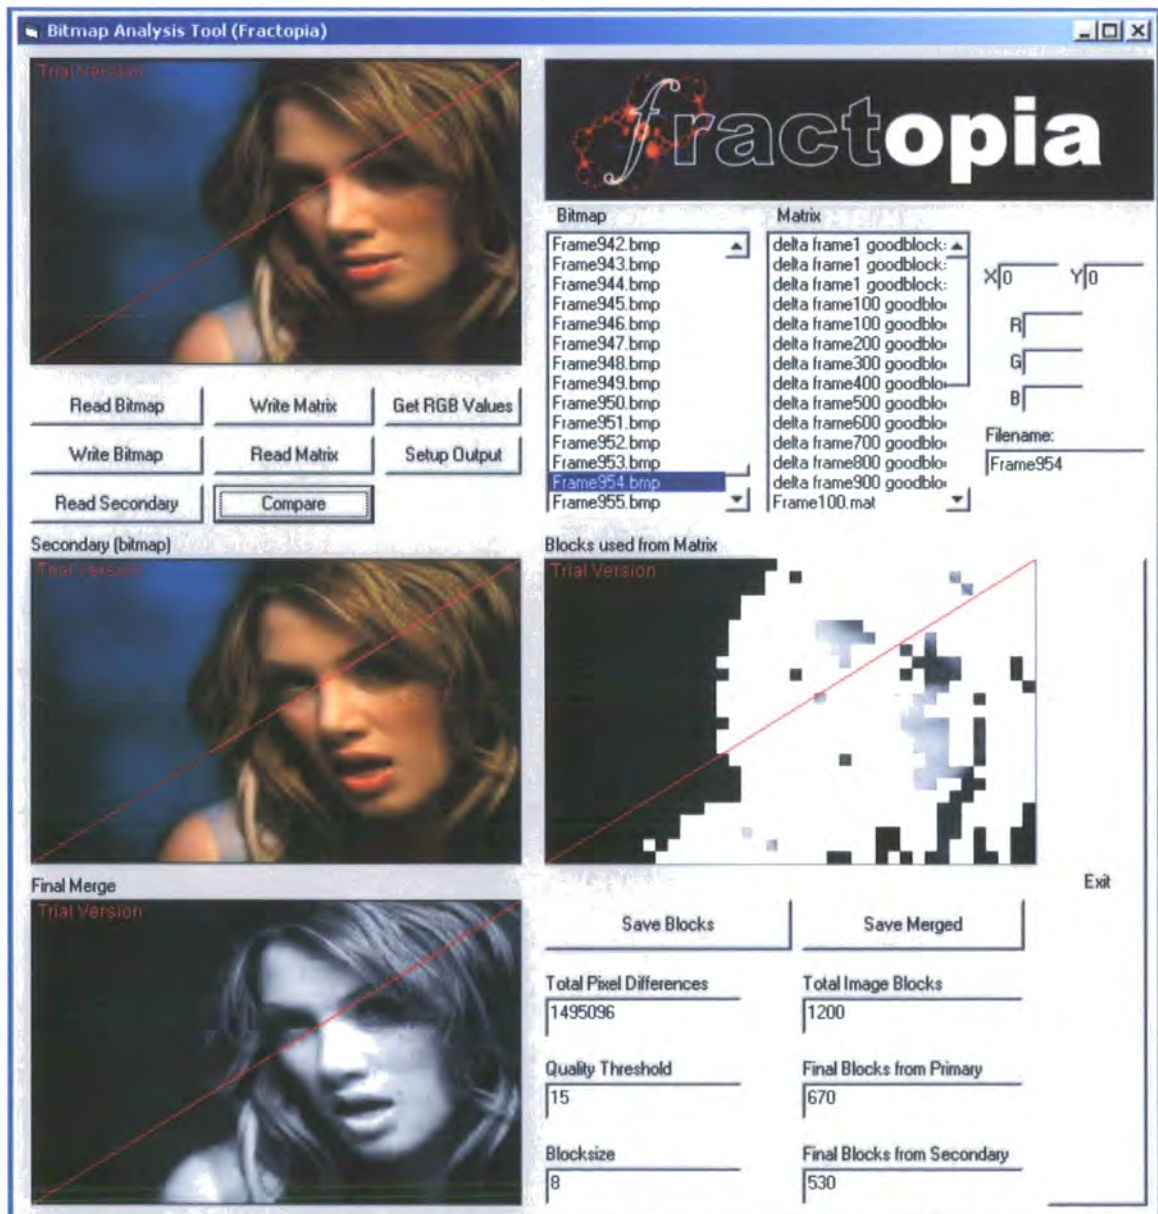 Bitmap Analysis Tool (Fractopia)
Trial Version
fractopia
Bitmap
Matrix
Frame942.bmp
Frame943.bmp
Frame944.bmp
Frame945.bmp
Frame946.bmp
Frame947.bmp
Frame948.bmp
Frame949.bmp
Frame950.bmp
Frame951.bmp
Frame952.bmp
Frame953.bmp
Frame954.bmp
Frame955.bmp
delta frame1 goodblock:
delta frame1 goodblock:
delta frame1 goodblock:
delta frame100 goodblo
delta frame100 goodblo
delta frame200 goodblo
delta frame300 goodblo
delta frame400 goodblo
delta frame500 goodblo
delta frame600 goodblo
delta frame700 goodblo
delta frame800 goodblo
delta frame900 goodblo
Frame100.mat
X 0 Y 0
R
G
B
Filename:
Frame954
Read Bitmap
Write Matrix
Get RGB Values
Write Bitmap
Read Matrix
Setup Output
Read Secondary
Compare
Secondary (bitmap)
Trial Version
Blocks used from Matrix
Trial Version
Exit
Final Merge
Trial Version
Save Blocks
Save Merged
Total Pixel Differences
1495096
Total Image Blocks
1200
Quality Threshold
15
Final Blocks from Primary
670
Blocksize
8
Final Blocks from Secondary
530